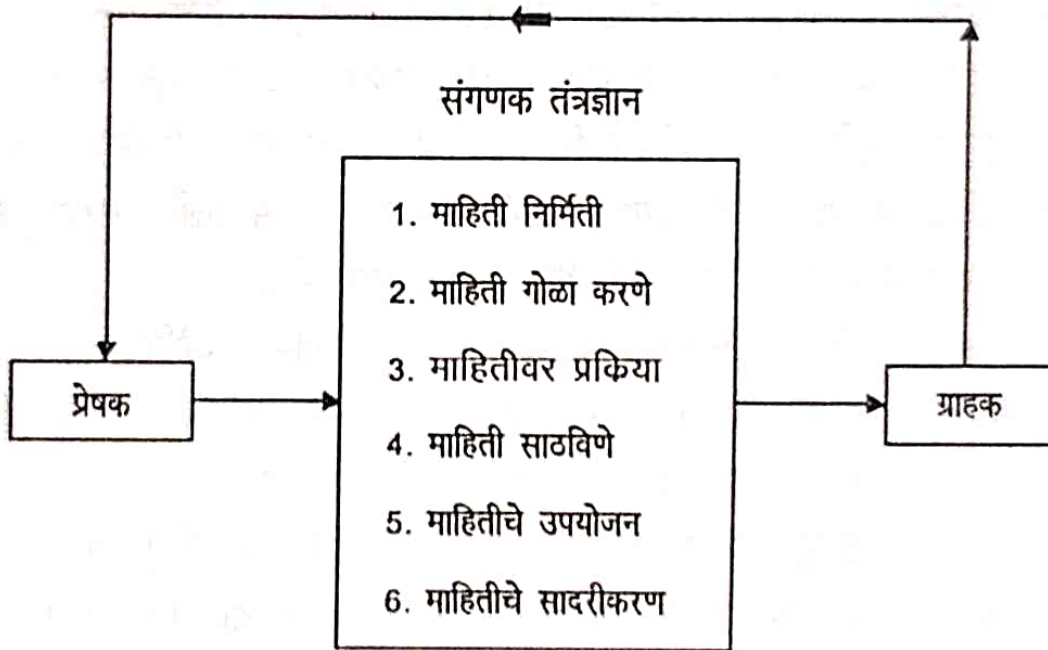 संगणक तंत्रज्ञान
1. माहिती निर्मिती
2. माहिती गोळा करणे
3. माहितीवर प्रकिया
4. माहिती साठविणे
5. माहितीचे उपयोजन
6. माहितीचे सादरीकरण
प्रेषक
ग्राहक